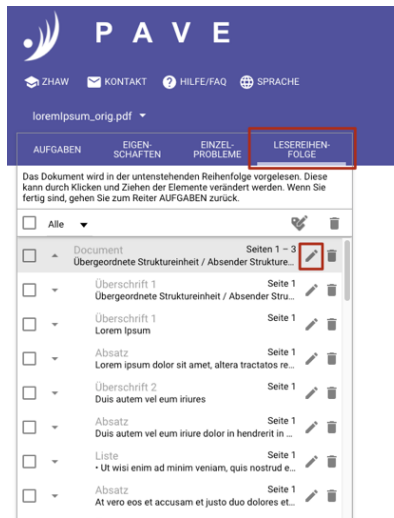 PAVE
ZHAW KONTAKT HILFE/FAQ SPRACHE
loremIpsum_orig.pdf
AUFGABEN EIGEN- EINZEL- LESEREIHEN-
SCHAFTEN PROBLEME FOLGE
Das Dokument wird in der untenstehenden Reihenfolge vorgelesen. Diese
kann durch Klicken und Ziehen der Elemente verändert werden. Wenn Sie
fertig sind, gehen Sie zum Reiter AUFGABEN zurück.
Alle
Document Seiten 1 – 3
Übergeordnete Struktureinheit / Absender Strukture...
Überschrift 1 Seite 1
Übergeordnete Struktureinheit / Absender Stru...
Überschrift 1 Seite 1
Lorem Ipsum
Absatz Seite 1
Lorem ipsum dolor sit amet, altera tractatos re...
Überschrift 2 Seite 1
Duis autem vel eum iriures
Absatz Seite 1
Duis autem vel eum iriure dolor in hendrerit in ...
Liste Seite 1
• Ut wisi enim ad minim veniam, quis nostrud e...
Absatz Seite 1
At vero eos et accusam et justo duo dolores et...